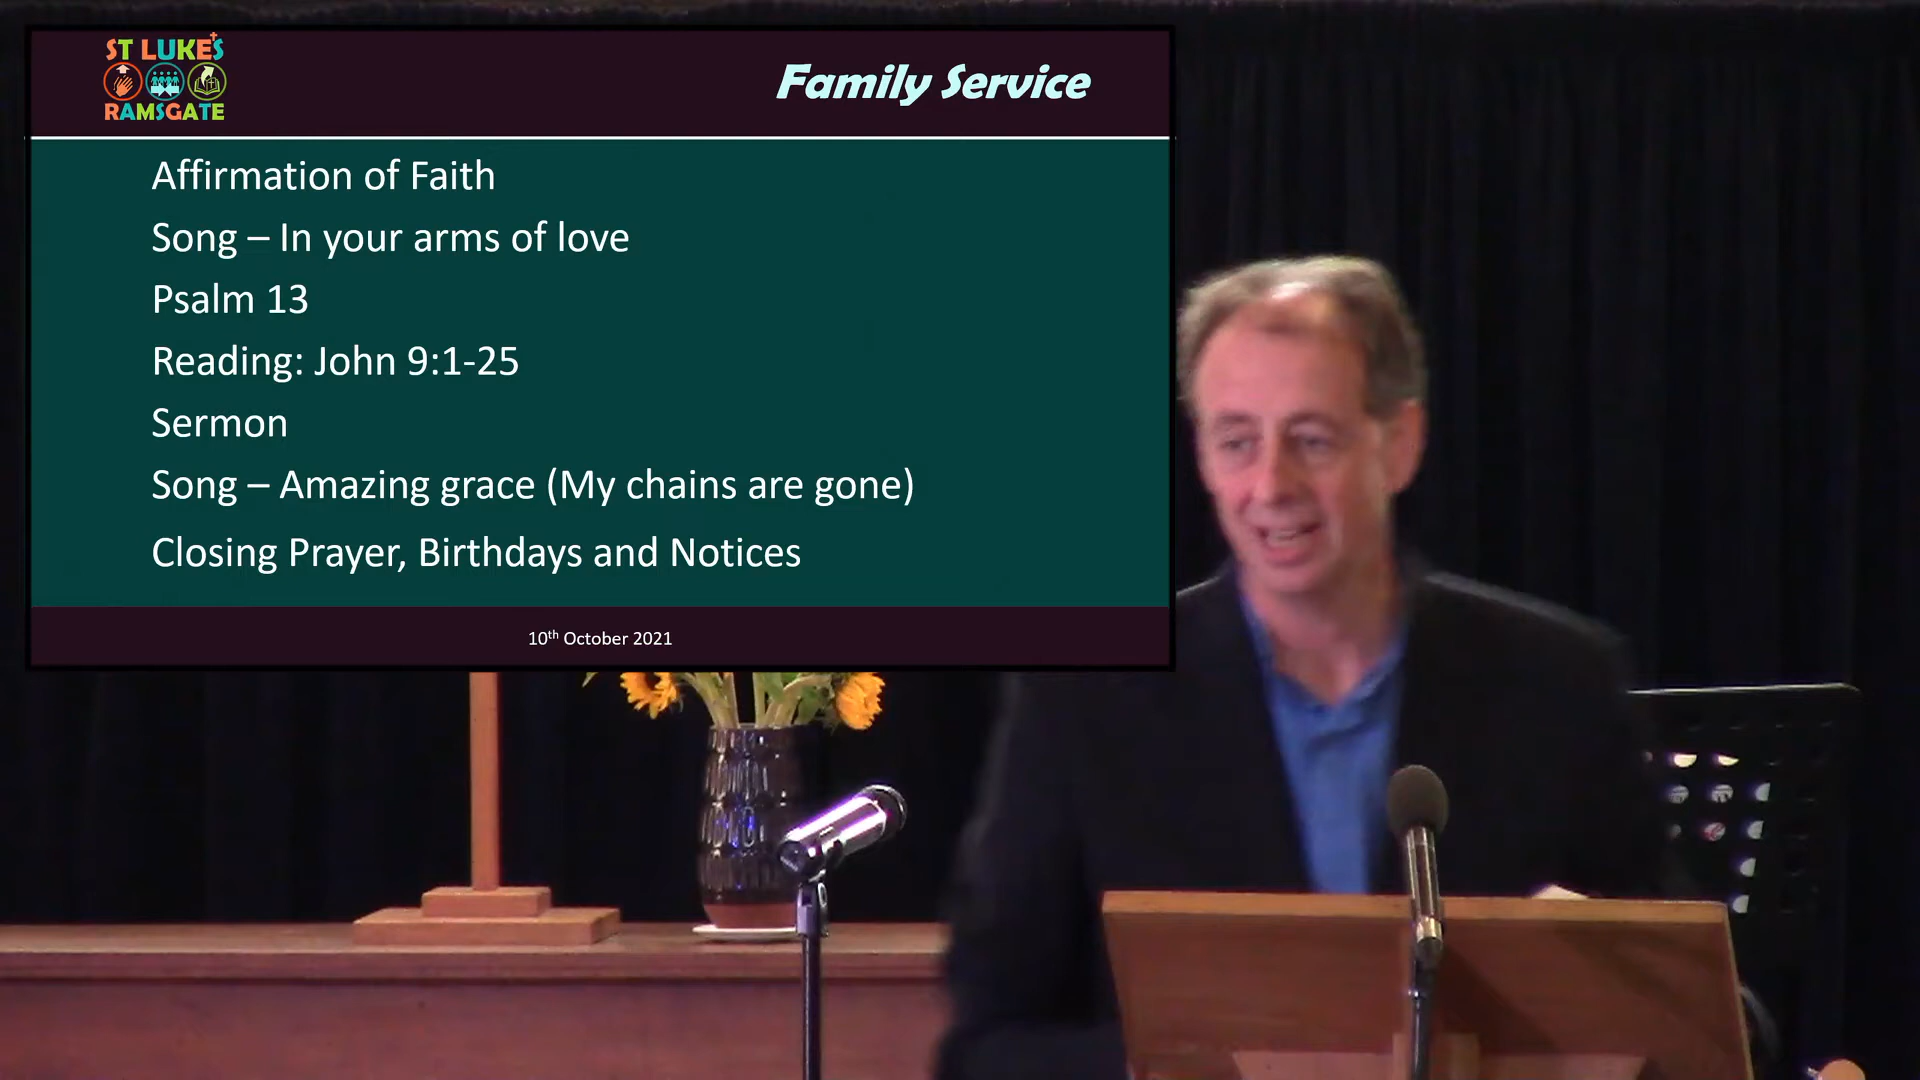 ST LUKE'S
RAMSGATE
Family Service
Affirmation of Faith
Song – In your arms of love
Psalm 13
Reading: John 9:1-25
Sermon
Song – Amazing grace (My chains are gone)
Closing Prayer, Birthdays and Notices
10th October 2021